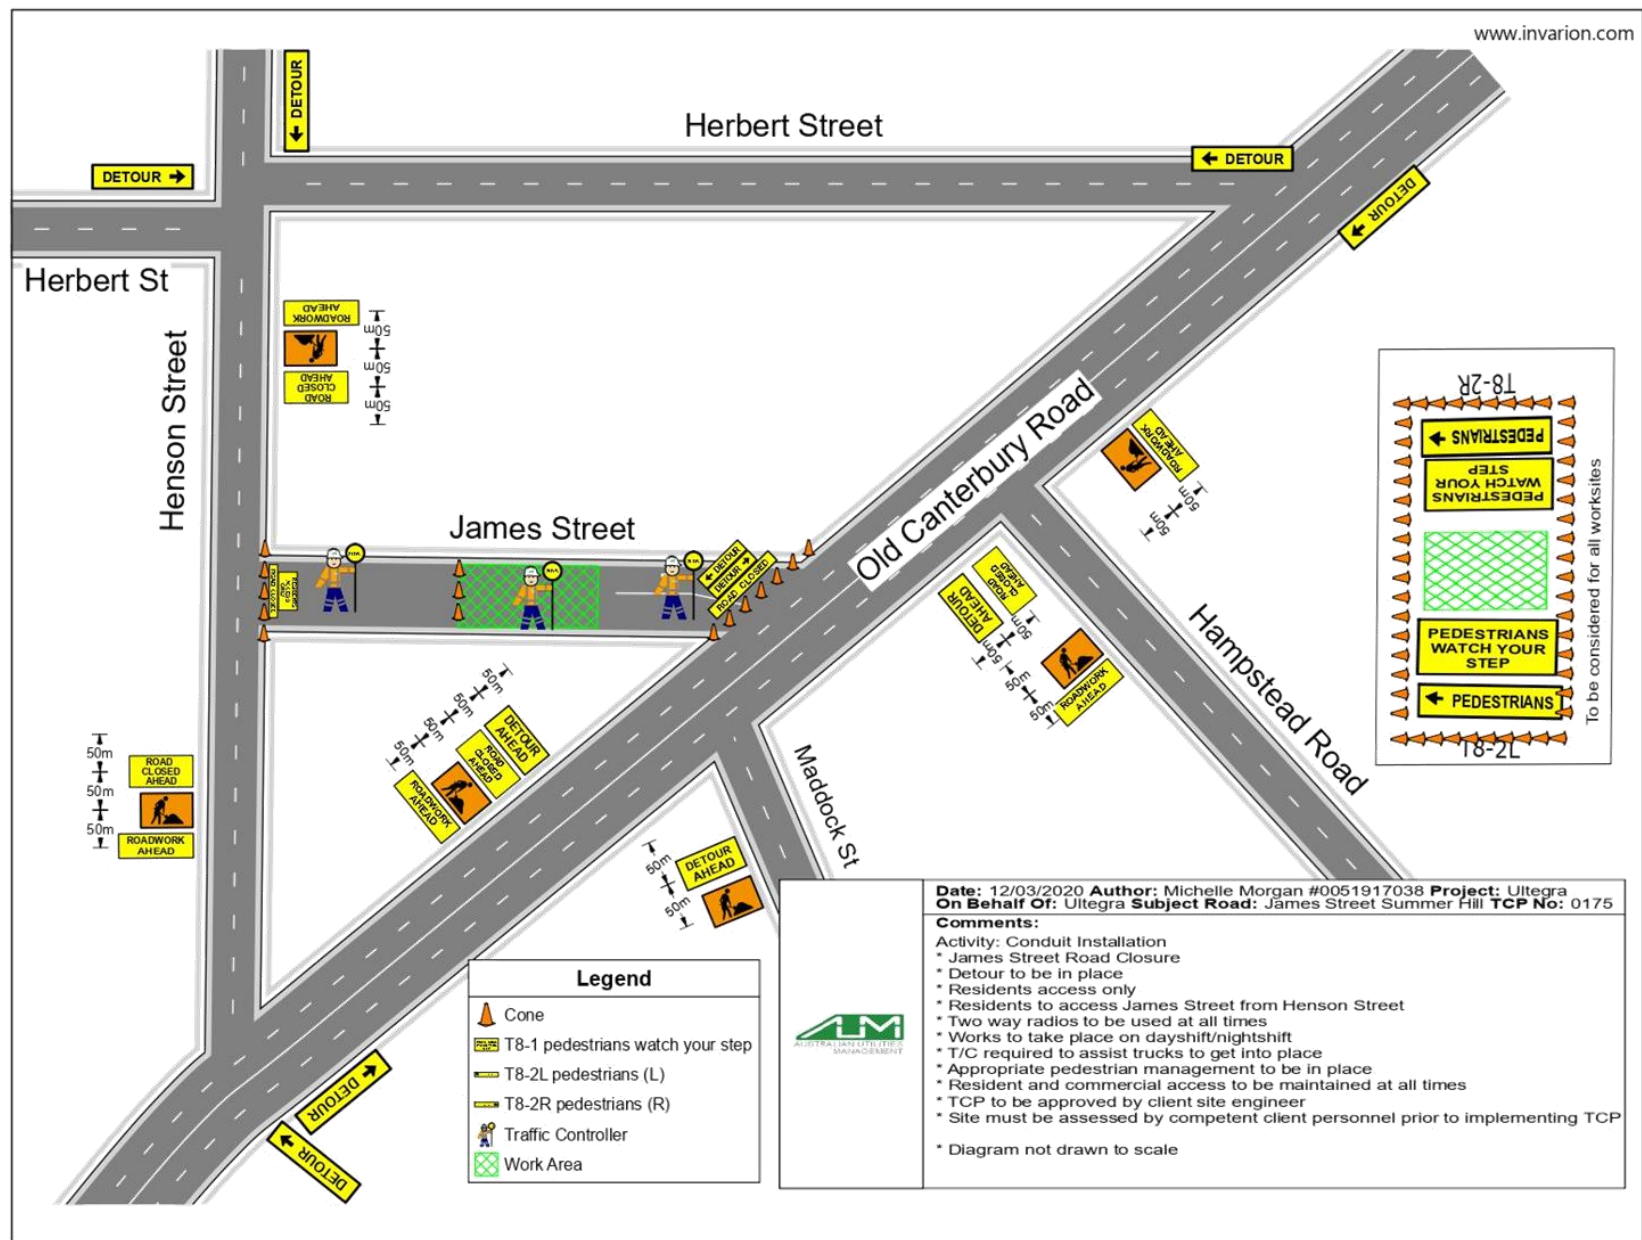 www.invarion.com
DETOUR
Herbert Street
DETOUR
DETOUR
DETOUR
Herbert St
ROADWORK
AHEAD
50m
50m
ROAD
CLOSED
AHEAD
50m
Henson Street
Old Canterbury Road
ROADWORK
AHEAD
50m
50m
T8-2R
PEDESTRIANS
PEDESTRIANS
WATCH YOUR
STEP
PEDESTRIANS
WATCH YOUR
STEP
PEDESTRIANS
T8-2L
To be considered for all worksites
James Street
ROAD CLOSED
DETOUR
DETOUR
ROAD CLOSED
ROAD
CLOSED
AHEAD
DETOUR
AHEAD
50m
50m
50m
50m
ROADWORK
AHEAD
Hampstead Road
50m
50m
50m
50m
DETOUR
AHEAD
ROAD
CLOSED
AHEAD
ROADWORK
AHEAD
50m
50m
50m
ROAD
CLOSED
AHEAD
ROADWORK
AHEAD
Maddock St
50m
50m
DETOUR
AHEAD
DETOUR
DETOUR
Legend
Cone
T8-1 pedestrians watch your step
T8-2L pedestrians (L)
T8-2R pedestrians (R)
Traffic Controller
Work Area
AUM
AUSTRALIAN UTILITIES
MANAGEMENT
Date: 12/03/2020 Author: Michelle Morgan #0051917038 Project: Ultegra
On Behalf Of: Ultegra Subject Road: James Street Summer Hill TCP No: 0175
Comments:
Activity: Conduit Installation
* James Street Road Closure
* Detour to be in place
* Residents access only
* Residents to access James Street from Henson Street
* Two way radios to be used at all times
* Works to take place on dayshift/nightshift
* T/C required to assist trucks to get into place
* Appropriate pedestrian management to be in place
* Resident and commercial access to be maintained at all times
* TCP to be approved by client site engineer
* Site must be assessed by competent client personnel prior to implementing TCP
* Diagram not drawn to scale